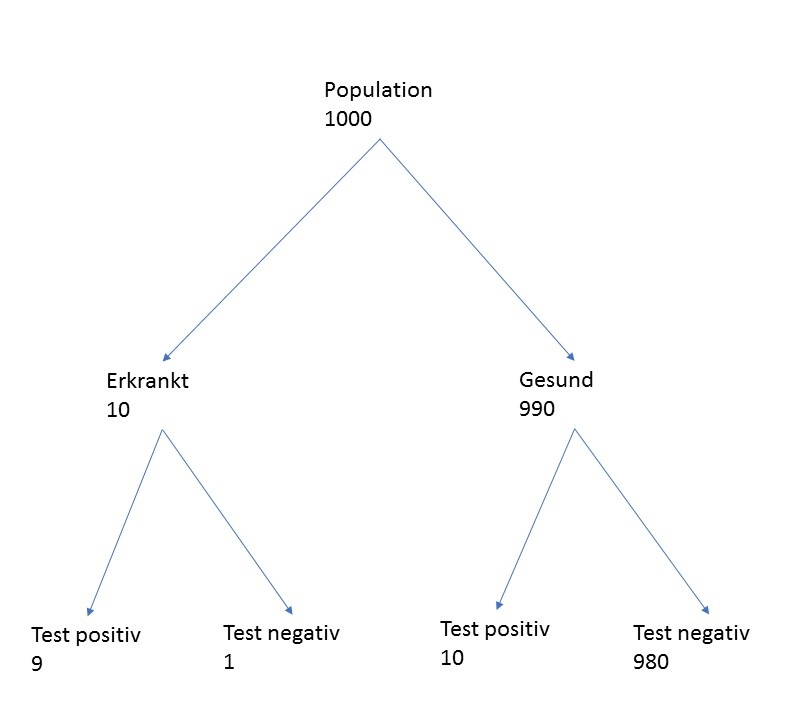 Population
1000
Erkrankt
10
Gesund
990
Test positiv
9
Test negativ
1
Test positiv
10
Test negativ
980